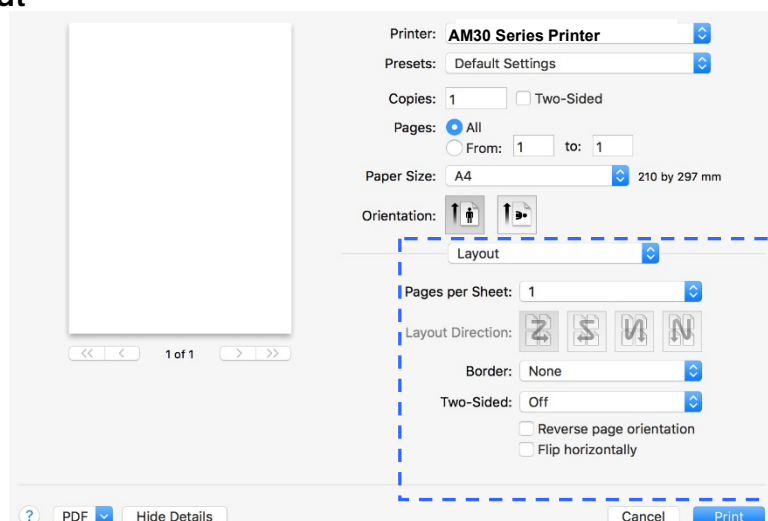 Printer: AM30 Series Printer
Presets: Default Settings
Copies: 1 Two-Sided
Pages: All
From: 1 to: 1
Paper Size: A4 210 by 297 mm
Orientation:
Layout
Pages per Sheet: 1
Layout Direction:
Border: None
Two-Sided: Off
Reverse page orientation
Flip horizontally
<< < 1 of 1 > >>
? PDF Hide Details Cancel Print